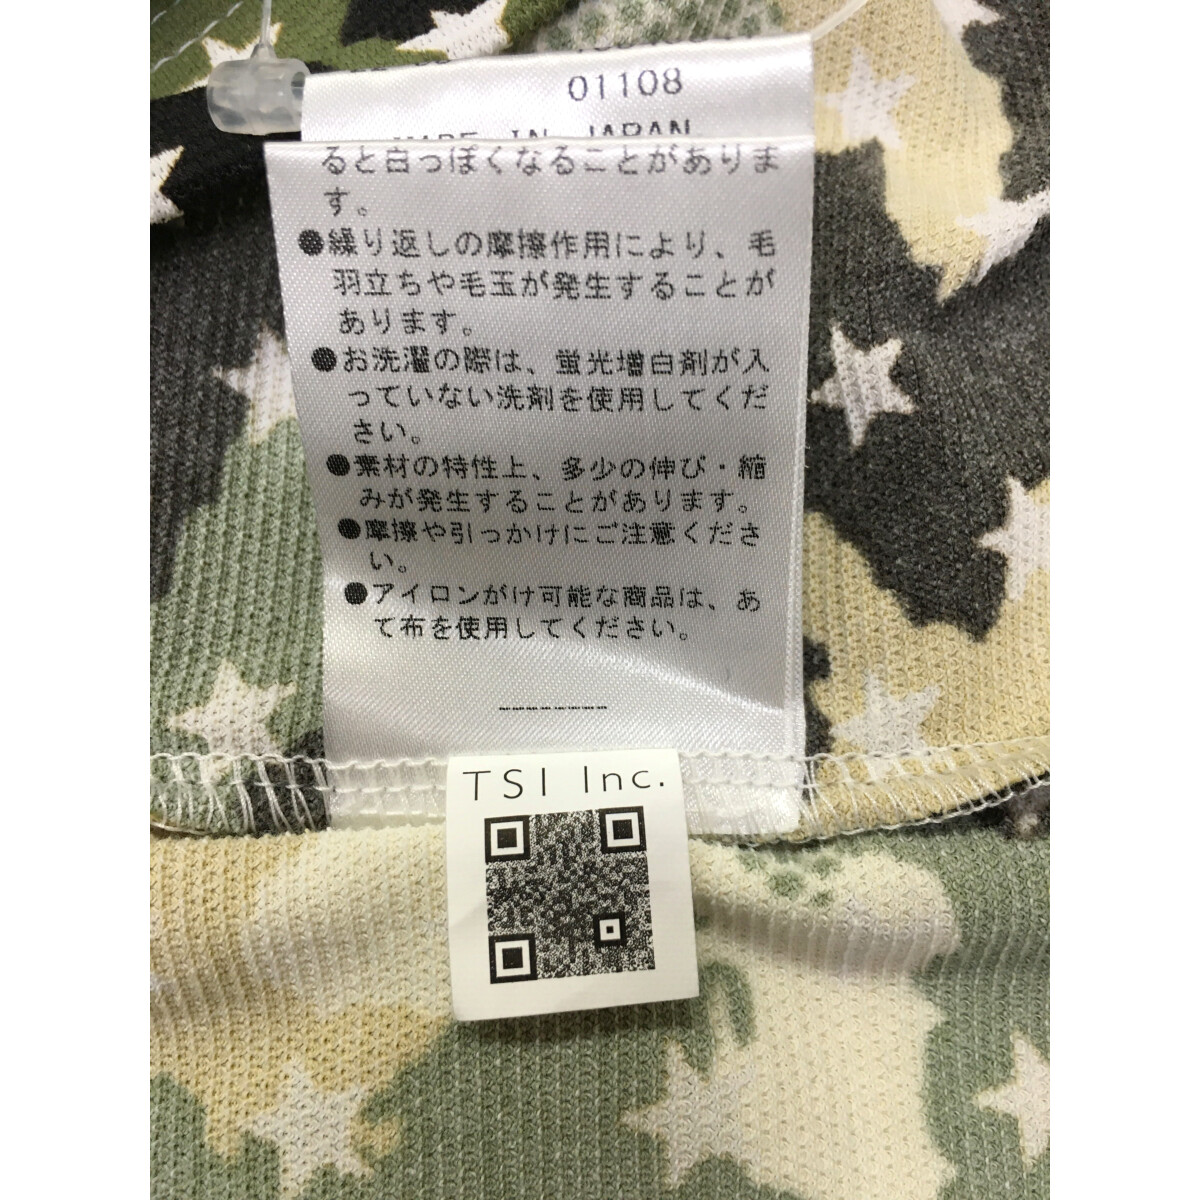 01108
MADE IN JAPAN
ると白っぽくなることがありま
す。
●繰り返しの摩擦作用により、毛
羽立ちや毛玉が発生することが
あります。
●お洗濯の際は、蛍光増白剤が入
っていない洗剤を使用してくだ
さい。
●素材の特性上、多少の伸び・縮
みが発生することがあります。
●摩擦や引っかけにご注意くださ
い。
●アイロンがけ可能な商品は、あ
て布を使用してください。
TSI Inc.